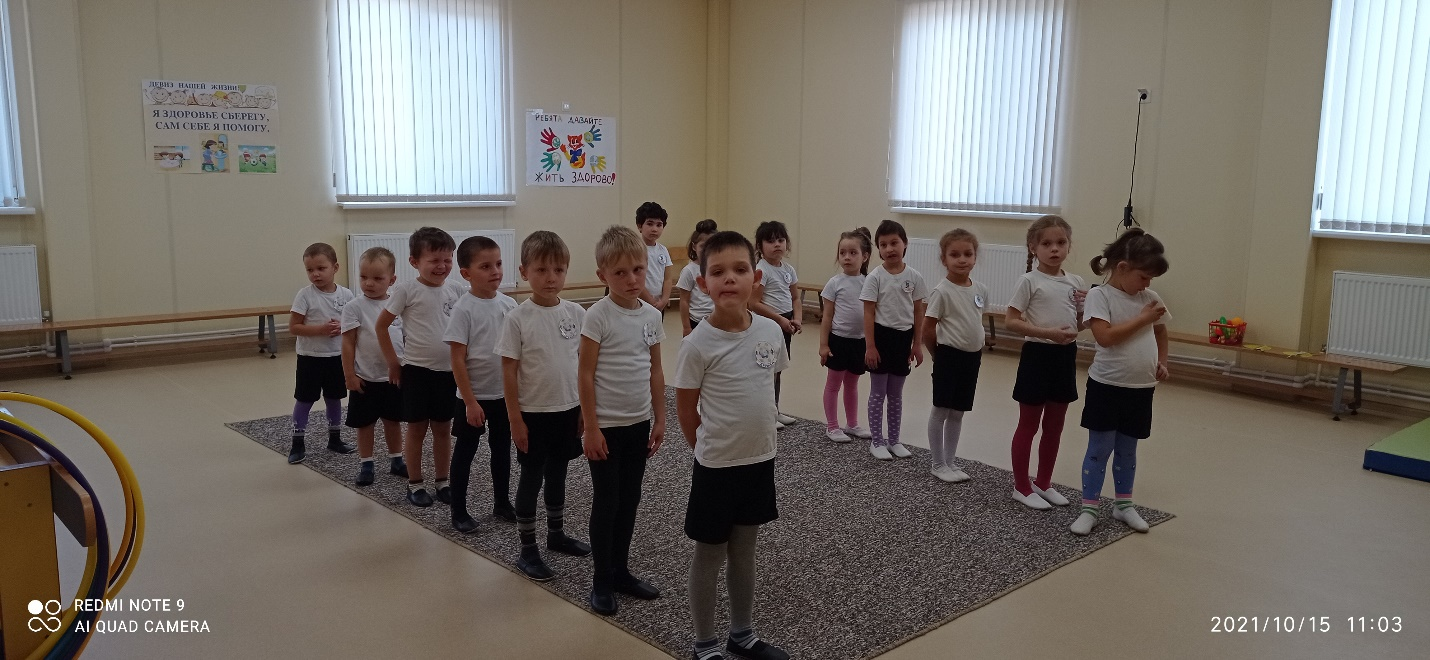 ДЕВИЗ НАШЕЙ ЖИЗНИ
Я ЗДОРОВЬЕ СБЕРЕГУ,
САМ СЕБЕ Я ПОМОГУ.
РЕБЯТА ДАВАЙТЕ
ЖИТЬ ЗДОРОВО!
REDMI NOTE 9
AI QUAD CAMERA
2021/10/15 11:03